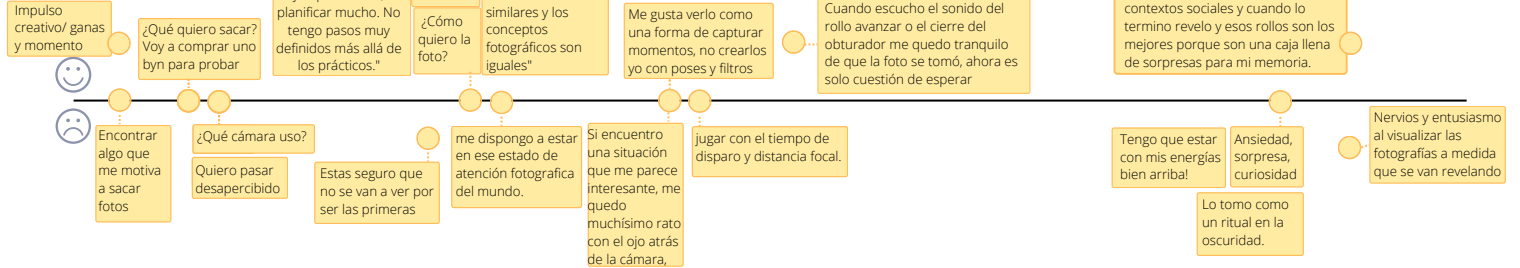 Impulso
creativo/ ganas
y momento
¿Qué quiero sacar?
Voy a comprar uno
byn para probar
planificar mucho. No
tengo pasos muy
definidos más allá de
los prácticos."
¿Cómo
quiero la
foto?
similares y los
conceptos
fotográficos son
iguales"
Me gusta verlo como
una forma de capturar
momentos, no crearlos
yo con poses y filtros
Cuando escucho el sonido del
rollo avanzar o el cierre del
obturador me quedo tranquilo
de que la foto se tomó, ahora es
solo cuestión de esperar
contextos sociales y cuando lo
termino revelo y esos rollos son los
mejores porque son una caja llena
de sorpresas para mi memoria.
Encontrar
algo que
me motiva
a sacar
fotos
¿Qué cámara uso?
Quiero pasar
desapercibido
Estas seguro que
no se van a ver por
ser las primeras
me dispongo a estar
en ese estado de
atención fotografica
del mundo.
Si encuentro
una situación
que me parece
interesante, me
quedo
muchísimo rato
con el ojo atrás
de la cámara,
jugar con el tiempo de
disparo y distancia focal.
Tengo que estar
con mis energías
bien arriba!
Ansiedad,
sorpresa,
curiosidad
Lo tomo como
un ritual en la
oscuridad.
Nervios y entusiasmo
al visualizar las
fotografías a medida
que se van revelando